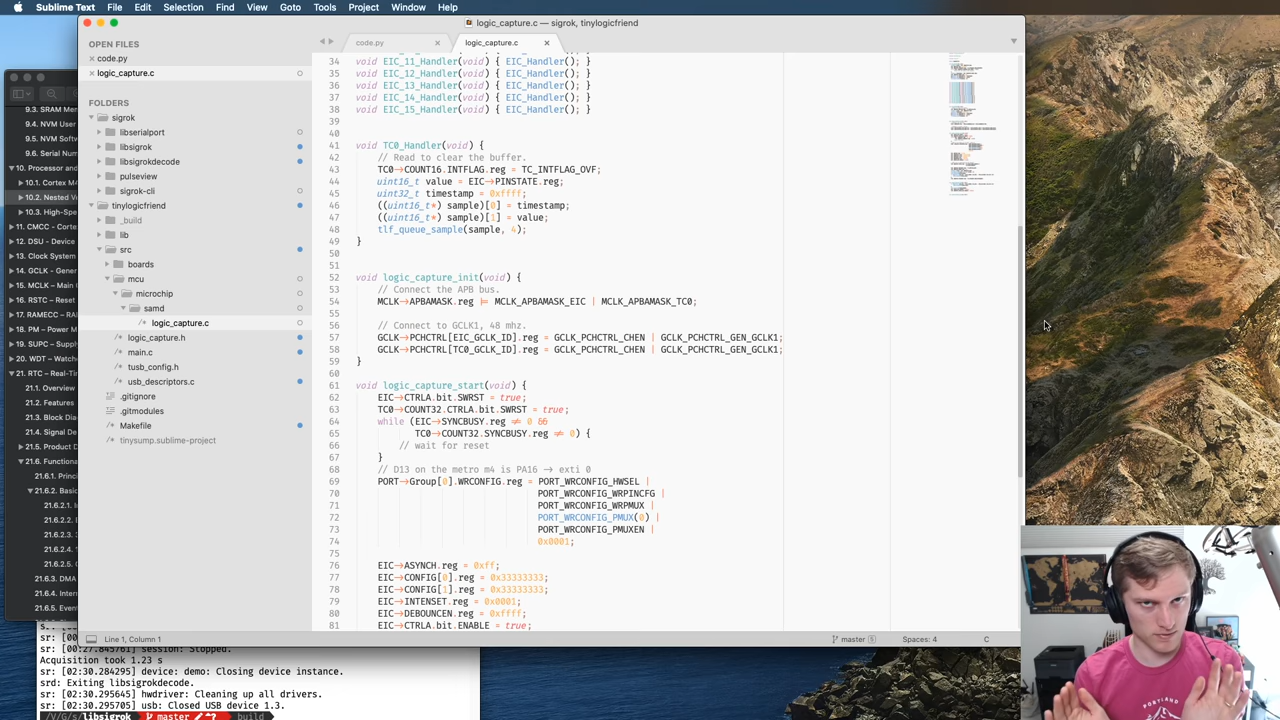 Sublime Text File Edit Selection Find View Goto Tools Project Window Help
logic_capture.c — sigrok, tinylogicfriend
OPEN FILES
code.py
logic_capture.c
FOLDERS
sigrok
libserialport
libsigrok
libsigrokdecode
pulseview
sigrok-cli
tinylogicfriend
_build
lib
src
boards
mcu
microchip
samd
logic_capture.c
logic_capture.h
main.c
tusb_config.h
usb_descriptors.c
.gitignore
.gitmodules
Makefile
tinysump.sublime-project
9.3. SRAM Mem
9.4. NVM User
9.5. NVM Softw
9.6. Serial Num
10. Processor and
10.1. Cortex M
10.2. Nested V
10.3. High-Spe
11. CMCC - Corte
12. DSU - Device
13. Clock System
14. GCLK - Gener
15. MCLK – Main
16. RSTC – Reset
17. RAMECC – RA
18. PM – Power M
19. SUPC – Suppl
20. WDT – Watch
21. RTC – Real-Tim
21.1. Overview
21.2. Features
21.3. Block Dia
21.4. Signal De
21.5. Product D
21.6. Functiona
21.6.1. Princi
21.6.2. Basic
21.6.2.1. In
21.6.2.2.
21.6.2.3.
21.6.2.4.
21.6.2.5.
21.6.3. DMA
21.6.4. Interr
21.6.5. Event
code.py
logic_capture.c
34 void EIC_11_Handler(void) { EIC_Handler(); }
35 void EIC_12_Handler(void) { EIC_Handler(); }
36 void EIC_13_Handler(void) { EIC_Handler(); }
37 void EIC_14_Handler(void) { EIC_Handler(); }
38 void EIC_15_Handler(void) { EIC_Handler(); }
39
40
41 void TC0_Handler(void) {
42 // Read to clear the buffer.
43 TC0→COUNT32.INTFLAG.reg = TC_INTFLAG_OVF;
44 uint16_t value = EIC→PINSTATE.reg;
45 uint32_t timestamp = 0xffff;
46 ((uint16_t*) sample)[0] = timestamp;
47 ((uint16_t*) sample)[1] = value;
48 tlf_queue_sample(sample, 4);
49 }
50
51
52 void logic_capture_init(void) {
53 // Connect the APB bus.
54 MCLK→APBAMASK.reg |= MCLK_APBAMASK_EIC | MCLK_APBAMASK_TC0;
55
56 // Connect to GCLK1, 48 mhz.
57 GCLK→PCHCTRL[EIC_GCLK_ID].reg = GCLK_PCHCTRL_CHEN | GCLK_PCHCTRL_GEN_GCLK1;
58 GCLK→PCHCTRL[TC0_GCLK_ID].reg = GCLK_PCHCTRL_CHEN | GCLK_PCHCTRL_GEN_GCLK1;
59 }
60
61 void logic_capture_start(void) {
62 EIC→CTRLA.bit.SWRST = true;
63 TC0→COUNT32.CTRLA.bit.SWRST = true;
64 while (EIC→SYNCBUSY.reg ≠ 0 &&
65 TC0→COUNT32.SYNCBUSY.reg ≠ 0) {
66 // wait for reset
67 }
68 // D13 on the metro m4 is PA16 → exti 0
69 PORT→Group[0].WRCONFIG.reg = PORT_WRCONFIG_HWSEL |
70 PORT_WRCONFIG_WRPINCFG |
71 PORT_WRCONFIG_WRPMUX |
72 PORT_WRCONFIG_PMUX(0) |
73 PORT_WRCONFIG_PMUXEN |
74 0x0001;
75
76 EIC→ASYNCH.reg = 0xff;
77 EIC→CONFIG[0].reg = 0x33333333;
78 EIC→CONFIG[1].reg = 0x33333333;
79 EIC→INTENSET.reg = 0x0001;
80 EIC→DEBOUNCEN.reg = 0xffff;
81 EIC→CTRLA.bit.ENABLE = true;
Line 1, Column 1
master 5
Spaces: 4
C
sr: [00:27.845761] session: Stopped.
Acquisition took 1.23 s
sr: [02:30.284295] device: demo: Closing device instance.
srd: Exiting libsigrokdecode.
sr: [02:30.295645] hwdriver: Cleaning up all drivers.
sr: [02:30.295705] usb: Closed USB device 1.3.
/V/G/s/libsigrok master build
PORTLAND